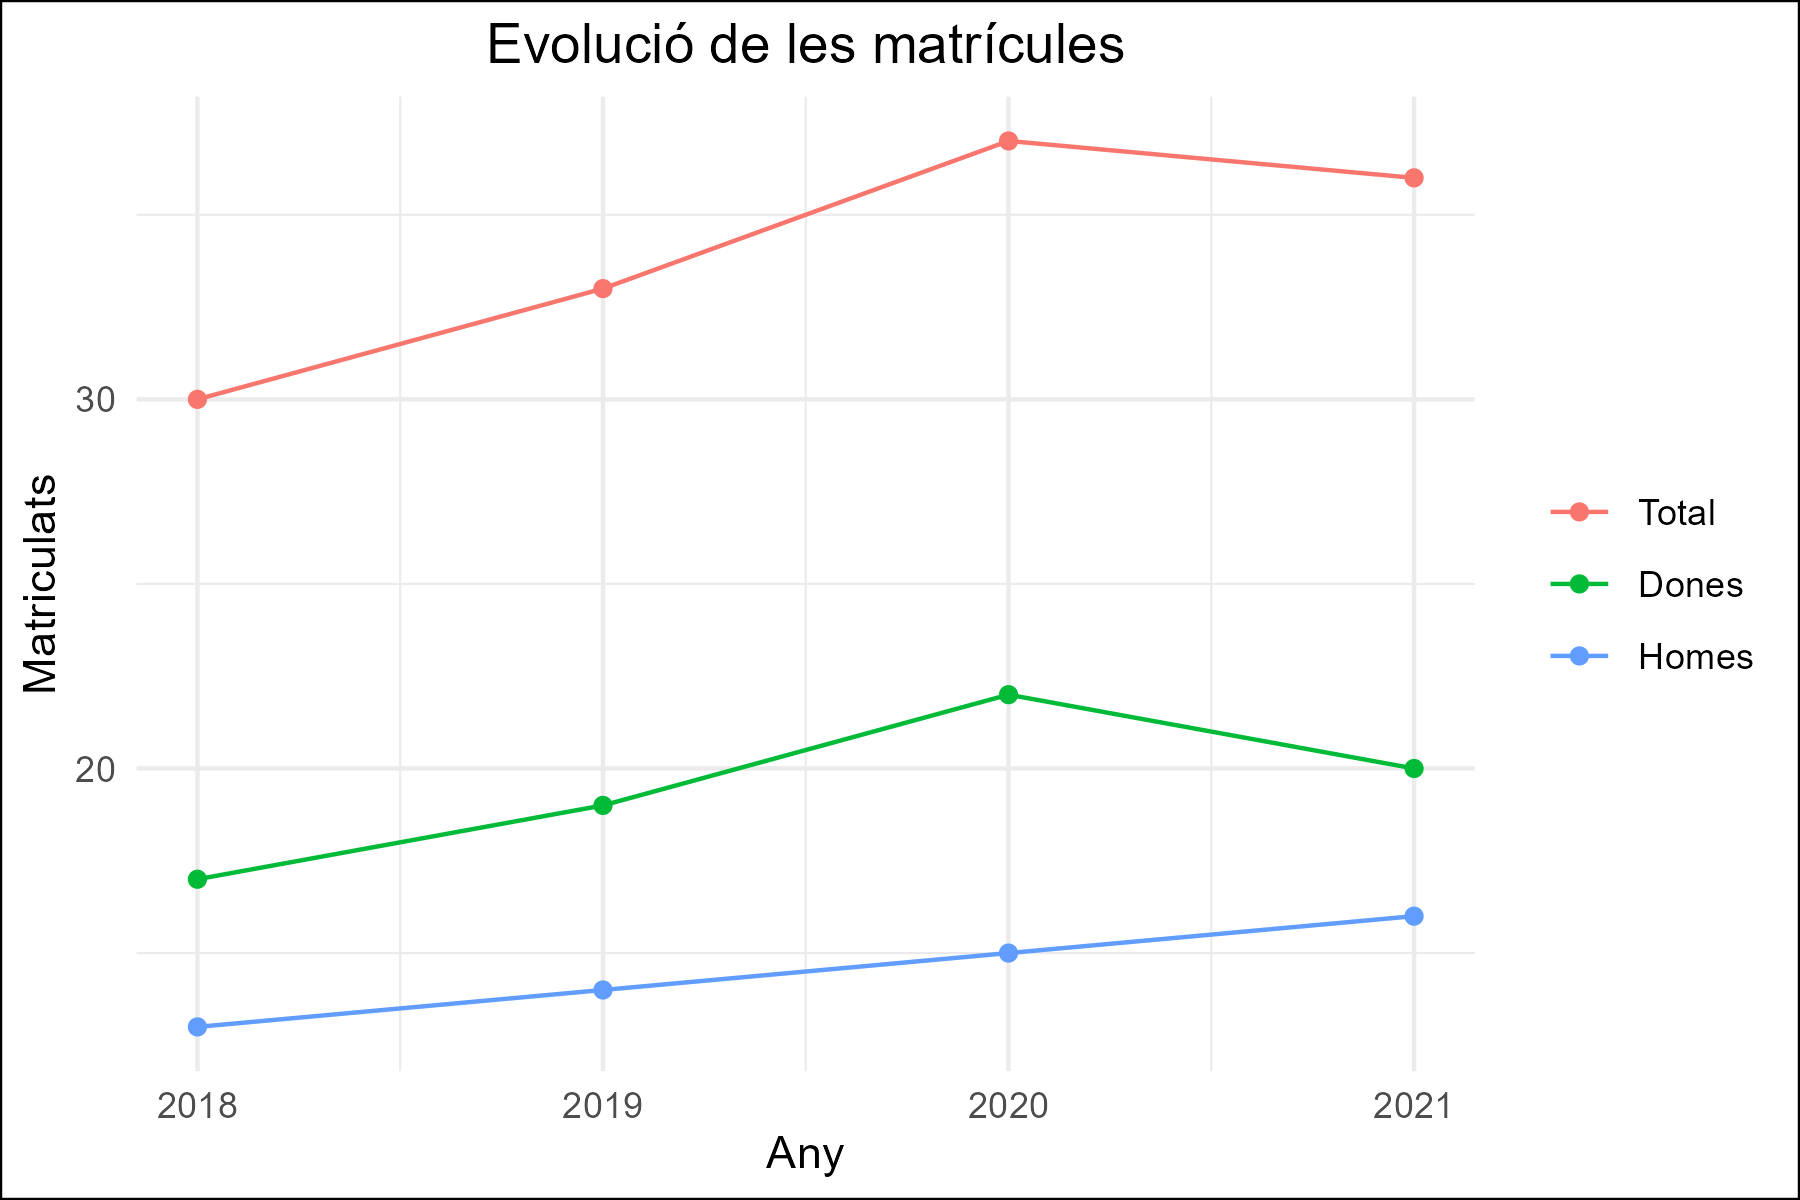 Evolució de les matrícules
Matriculats
30
20
2018
2019
2020
2021
Any
Total
Dones
Homes